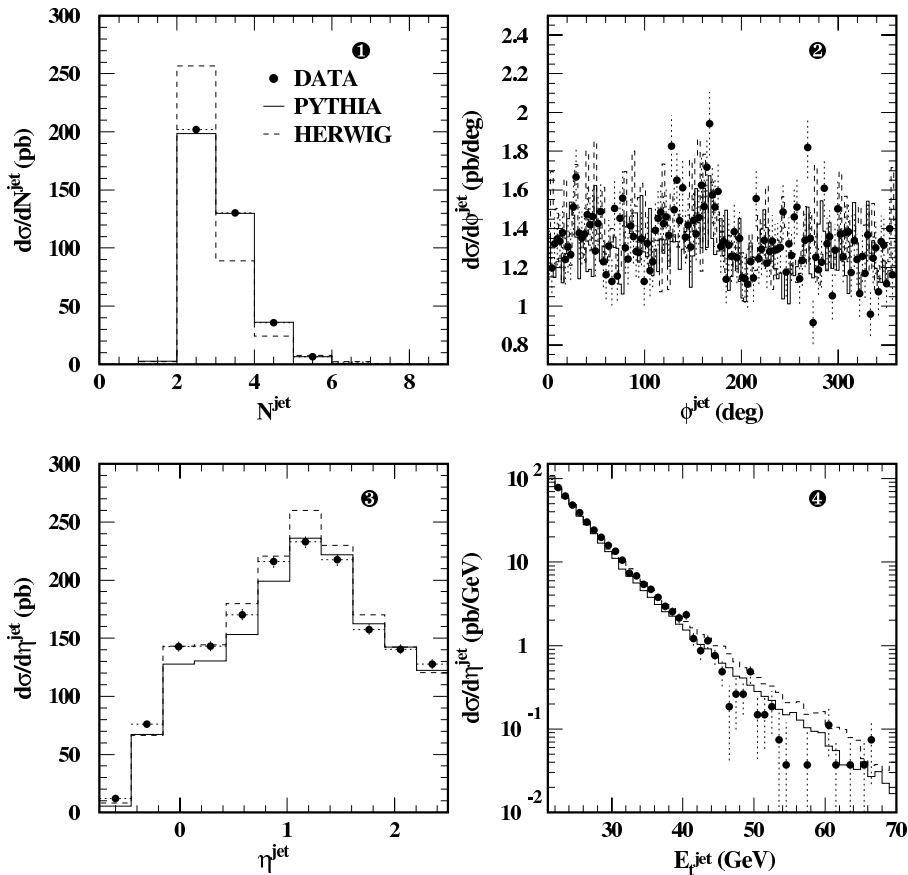 dσ/dN^jet (pb)
300
250
200
150
100
50
0
❶
DATA
PYTHIA
HERWIG
0 2 4 6 8
N^jet
dσ/dϕ^jet (pb/deg)
2.4
2.2
2
1.8
1.6
1.4
1.2
1
0.8
❷
0 100 200 300
ϕ^jet (deg)
dσ/dη^jet (pb)
300
250
200
150
100
50
0
❸
0 1 2
η^jet
dσ/dη^jet (pb/GeV)
10^2
10
1
10^-1
10^-2
❹
30 40 50 60 70
E_t^jet (GeV)